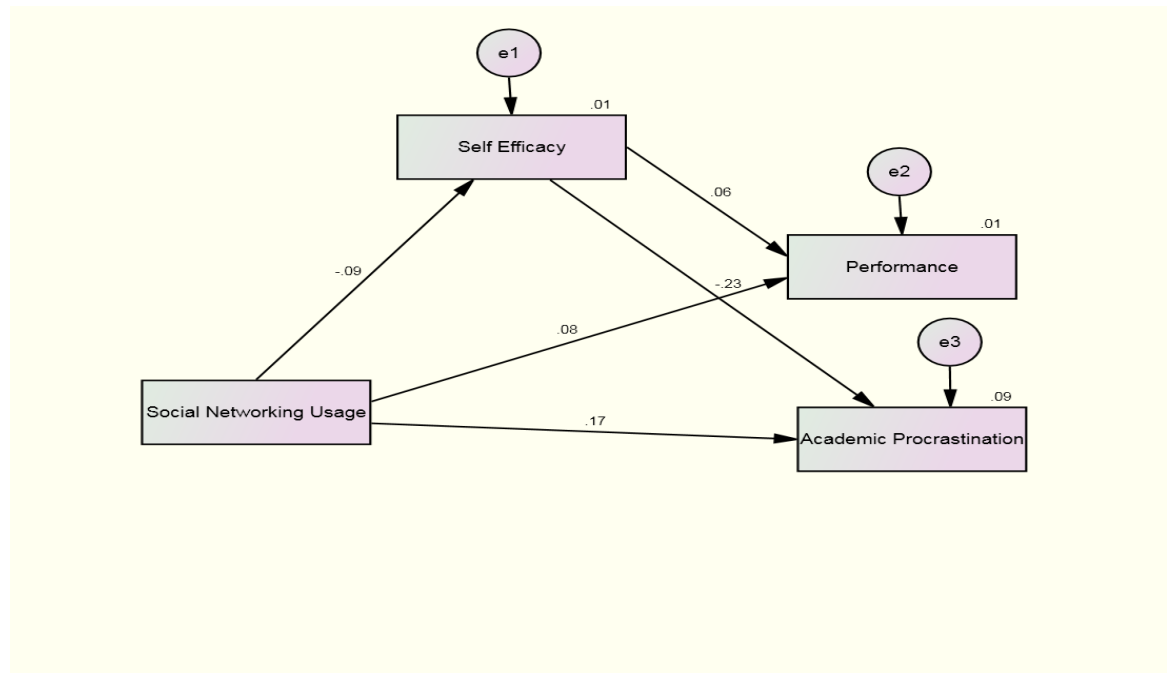 e1
.01
Self Efficacy
e2
.06
.01
Performance
-.09
-.23
.08
e3
.09
Social Networking Usage
.17
Academic Procrastination